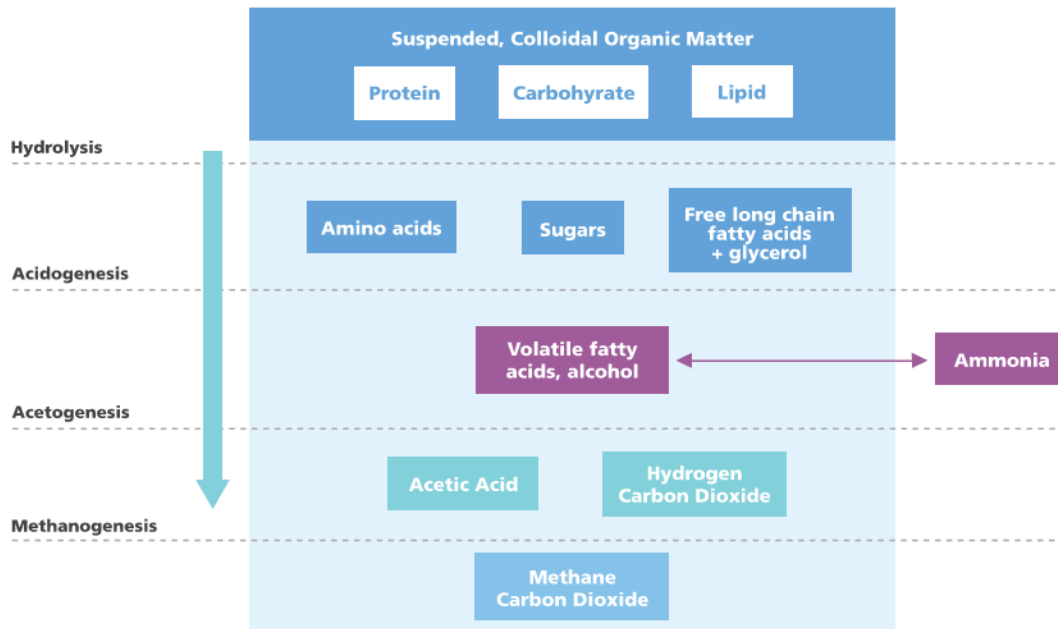 Suspended, Colloidal Organic Matter
Protein
Carbohyrate
Lipid
Hydrolysis
Amino acids
Sugars
Free long chain
fatty acids
+ glycerol
Acidogenesis
Volatile fatty
acids, alcohol
Ammonia
Acetogenesis
Acetic Acid
Hydrogen
Carbon Dioxide
Methanogenesis
Methane
Carbon Dioxide